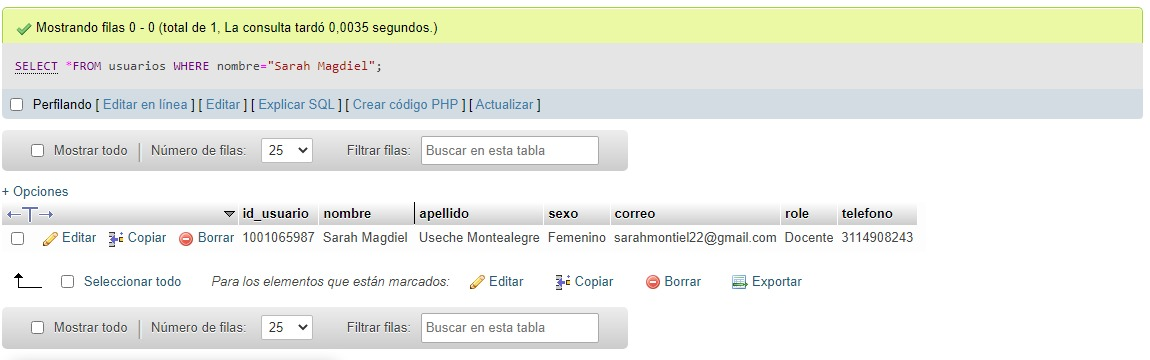 Mostrando filas 0 - 0 (total de 1, La consulta tardó 0,0035 segundos.)
SELECT *FROM usuarios WHERE nombre="Sarah Magdiel";
Perfilando [ Editar en línea ] [ Editar ] [ Explicar SQL ] [ Crear código PHP ] [ Actualizar ]
Mostrar todo | Número de filas: 25 Filtrar filas: Buscar en esta tabla
+ Opciones
←T→ id_usuario nombre apellido sexo correo role telefono
Editar Copiar Borrar 1001065987 Sarah Magdiel Useche Montealegre Femenino sarahmontiel22@gmail.com Docente 3114908243
Seleccionar todo Para los elementos que están marcados: Editar Copiar Borrar Exportar
Mostrar todo | Número de filas: 25 Filtrar filas: Buscar en esta tabla